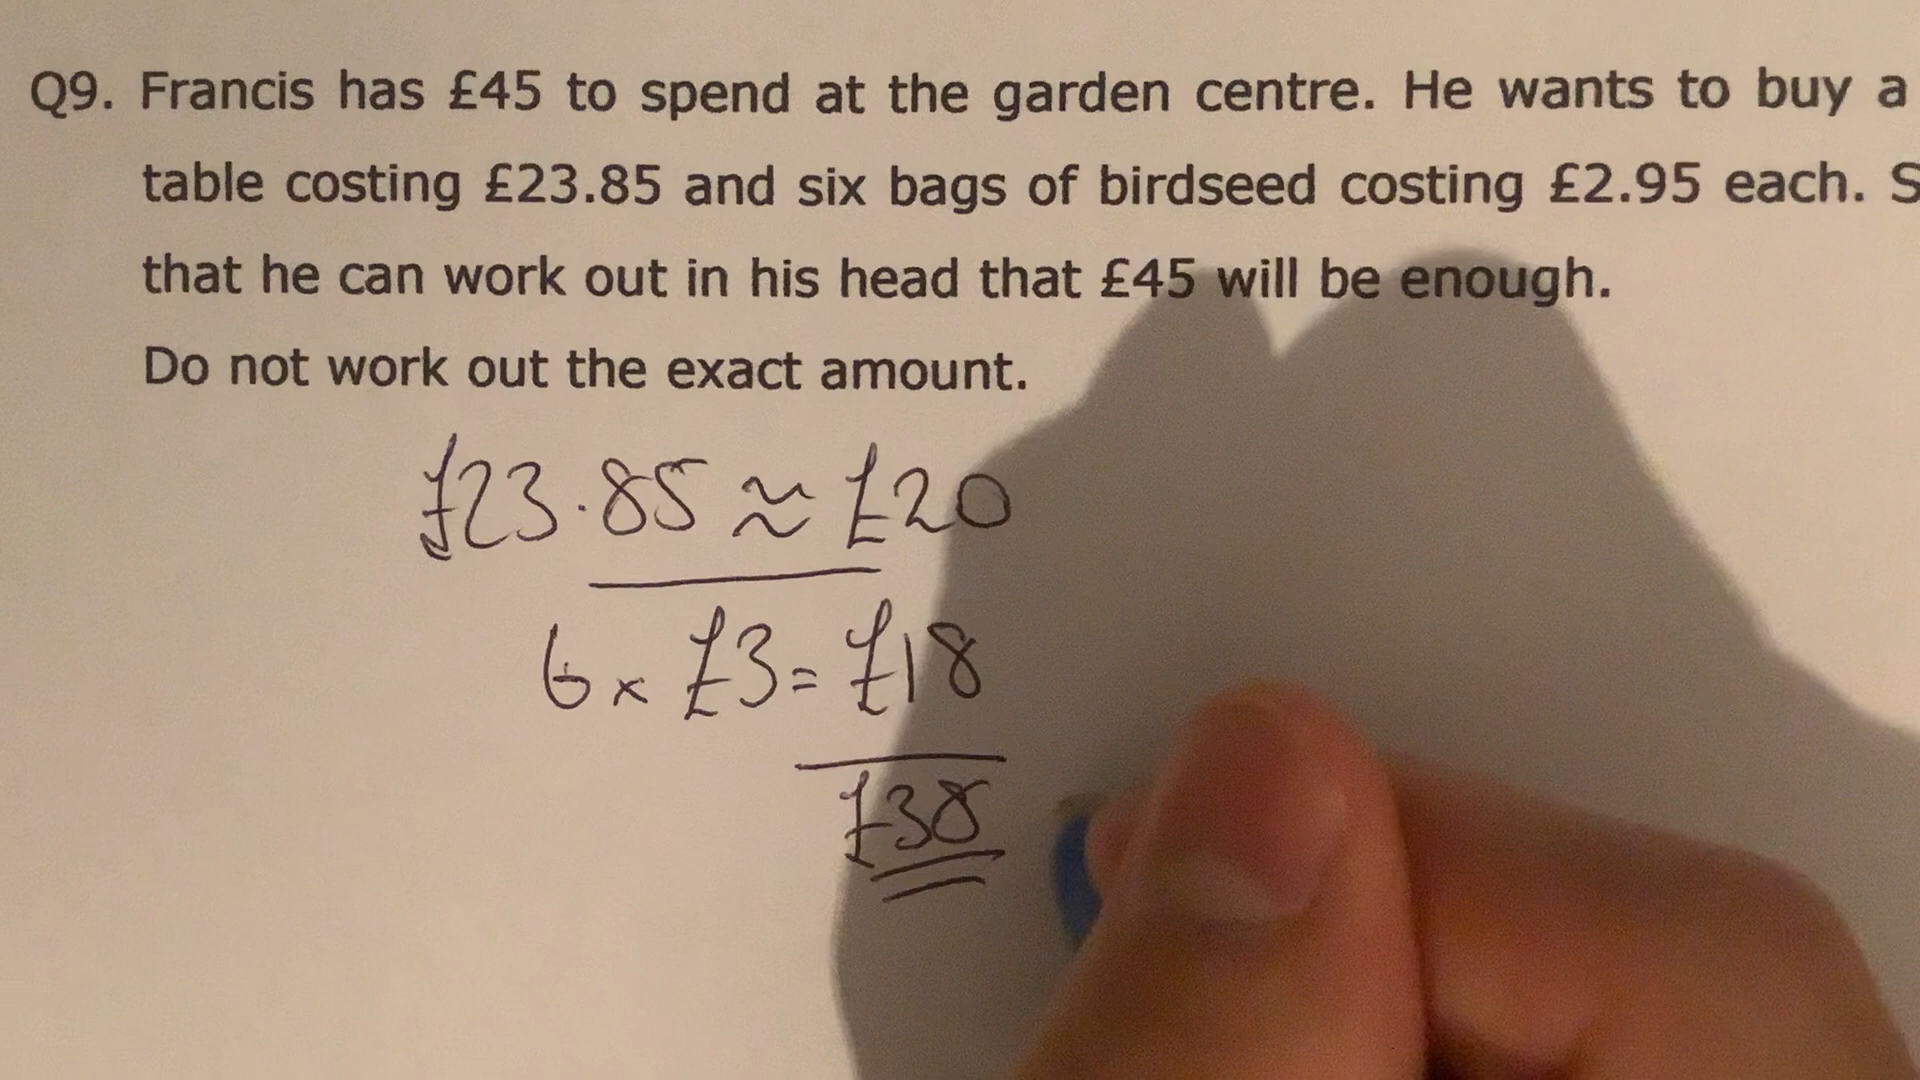 Q9. Francis has £45 to spend at the garden centre. He wants to buy a
table costing £23.85 and six bags of birdseed costing £2.95 each. S
that he can work out in his head that £45 will be enough.
Do not work out the exact amount.
£23.85 ≈ £20
6 x £3 = £18
£38